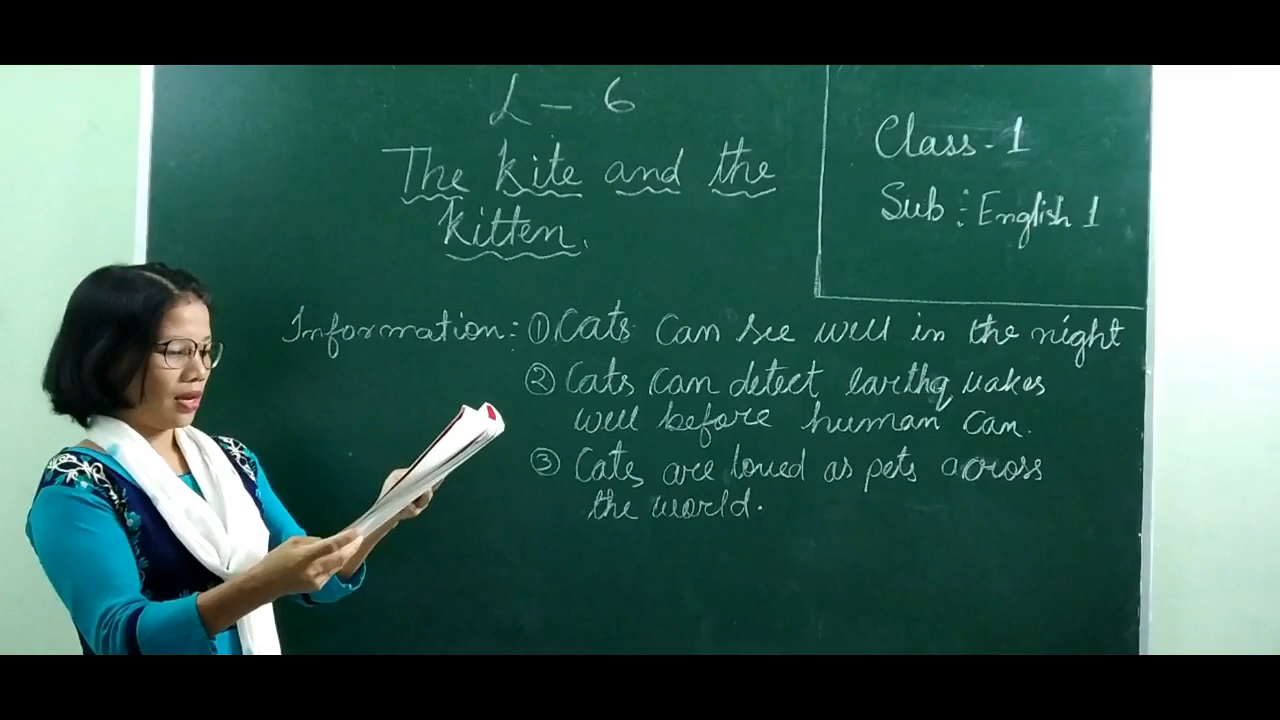 L - 6
The Kite and the
Kitten.
Class - 1
Sub : English 1
Information : ① Cats can see well in the night
② Cats can detect earthquakes
well before human can.
③ Cats are loved as pets across
the world.